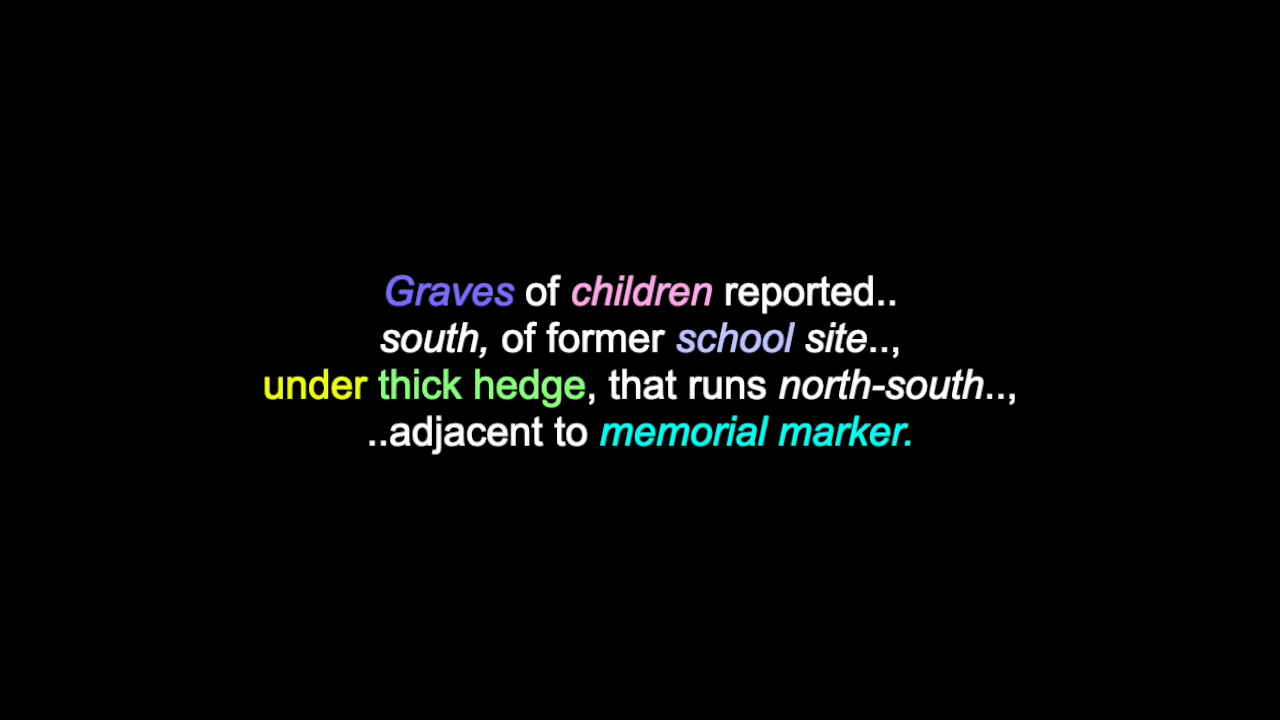 Graves of children reported..
south, of former school site..,
under thick hedge, that runs north-south..,
..adjacent to memorial marker.